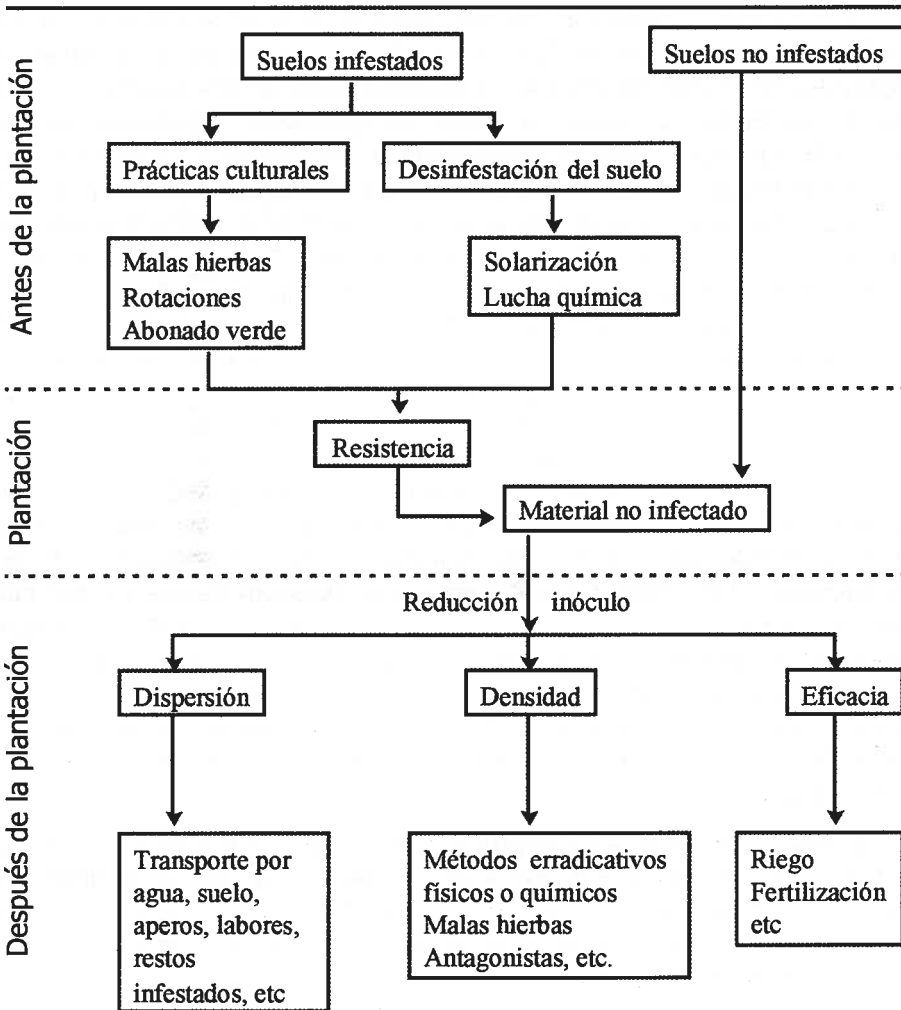 Antes de la plantación
Suelos infestados
Suelos no infestados
Prácticas culturales
Desinfestación del suelo
Malas hierbas
Rotaciones
Abonado verde
Solarización
Lucha química
Plantación
Resistencia
Material no infectado
Después de la plantación
Reducción inóculo
Dispersión
Densidad
Eficacia
Transporte por
agua, suelo,
aperos, labores,
restos
infestados, etc
Métodos erradicativos
físicos o químicos
Malas hierbas
Antagonistas, etc.
Riego
Fertilización
etc